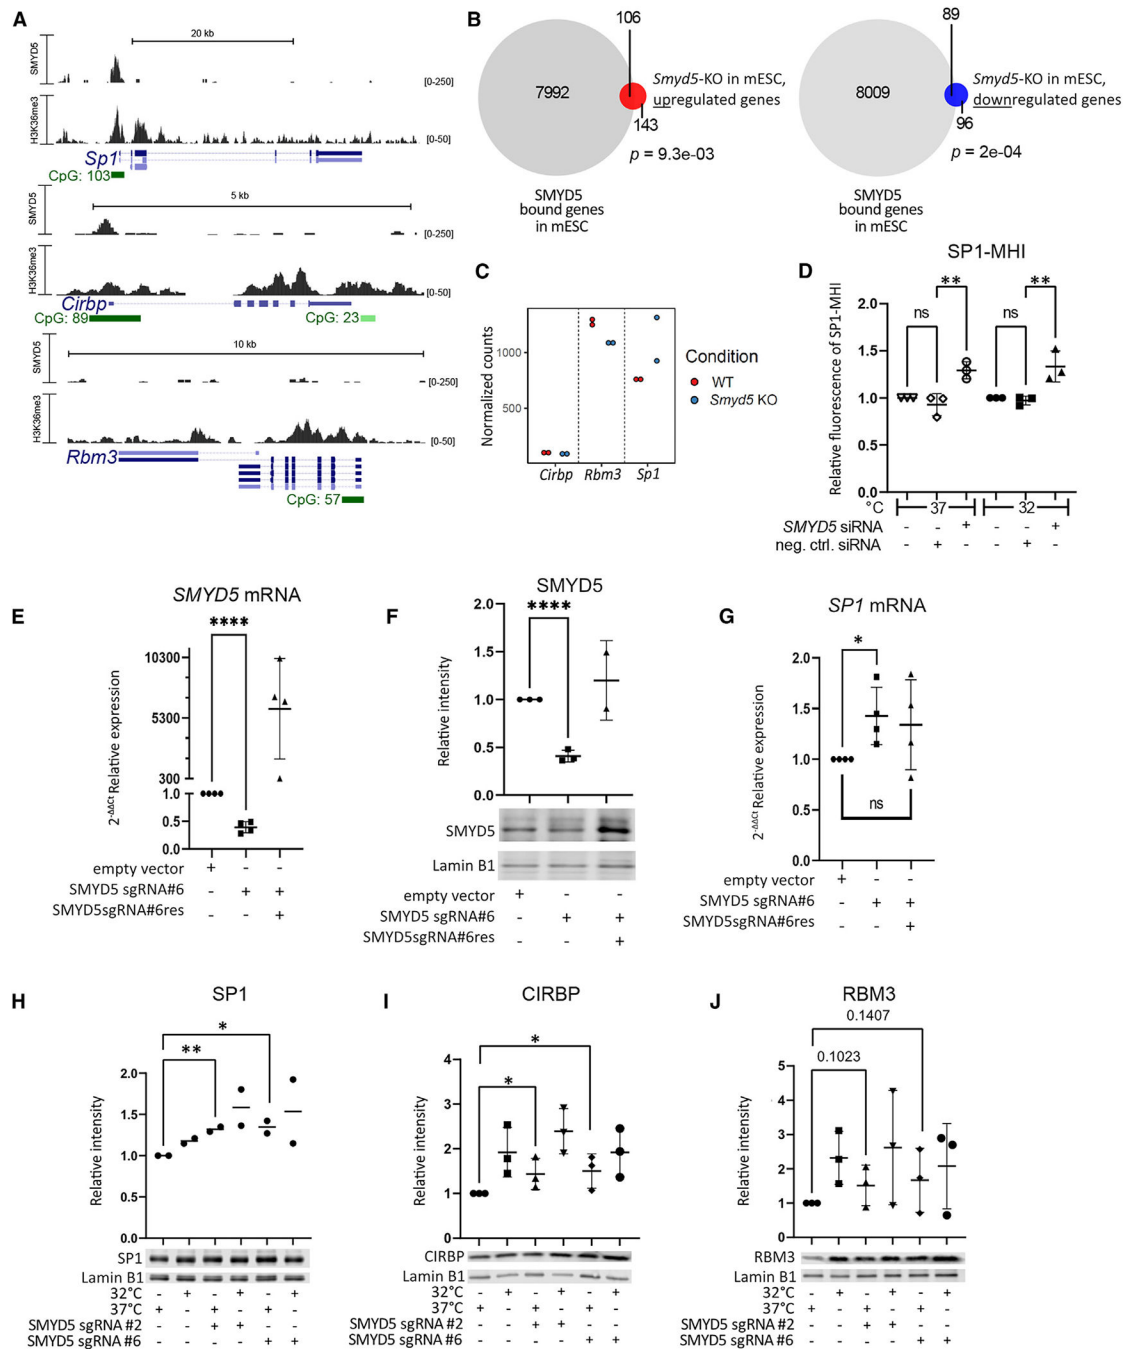 A
20 kb
SMYD5
[0-250]
H3K36me3
[0-50]
Sp1
CpG: 103
5 kb
SMYD5
[0-250]
H3K36me3
[0-50]
Cirbp
CpG: 89
CpG: 23
10 kb
SMYD5
[0-250]
H3K36me3
[0-50]
Rbm3
CpG: 57
B
106
7992
Smyd5-KO in mESC,
upregulated genes
143
p = 9.3e-03
SMYD5
bound genes
in mESC
89
8009
Smyd5-KO in mESC,
downregulated genes
96
p = 2e-04
SMYD5
bound genes
in mESC
C
Normalized counts
1000
500
Cirbp Rbm3 Sp1
Condition
WT
Smyd5 KO
D
SP1-MHI
Relative fluorescence of SP1-MHI
2.0
1.5
1.0
0.5
0.0
ns ** ns **
°C 37 32
SMYD5 siRNA - - + - - +
neg. ctrl. siRNA - + - - + -
E
SMYD5 mRNA
2-ΔΔCt Relative expression
****
10300
5300
300
1.0
0.5
0.0
empty vector + - -
SMYD5 sgRNA#6 - + +
SMYD5sgRNA#6res - - +
F
SMYD5
Relative intensity
****
2.0
1.5
1.0
0.5
0.0
SMYD5
Lamin B1
empty vector + - -
SMYD5 sgRNA#6 - + +
SMYD5sgRNA#6res - - +
G
SP1 mRNA
2-ΔΔCt Relative expression
*
2.0
1.5
1.0
0.5
0.0
ns
empty vector + - -
SMYD5 sgRNA#6 - + +
SMYD5sgRNA#6res - - +
H
SP1
Relative intensity
*
**
2.0
1.5
1.0
0.5
0.0
SP1
Lamin B1
32°C - + - + - +
37°C + - + - + -
SMYD5 sgRNA #2 - - + + - -
SMYD5 sgRNA #6 - - - - + +
I
CIRBP
Relative intensity
*
*
4
3
2
1
0
CIRBP
Lamin B1
32°C - + - + - +
37°C + - + - + -
SMYD5 sgRNA #2 - - + + - -
SMYD5 sgRNA #6 - - - - + +
J
RBM3
Relative intensity
0.1407
0.1023
5
4
3
2
1
0
RBM3
Lamin B1
32°C - + - + - +
37°C + - + - + -
SMYD5 sgRNA #2 - - + + - -
SMYD5 sgRNA #6 - - - - + +